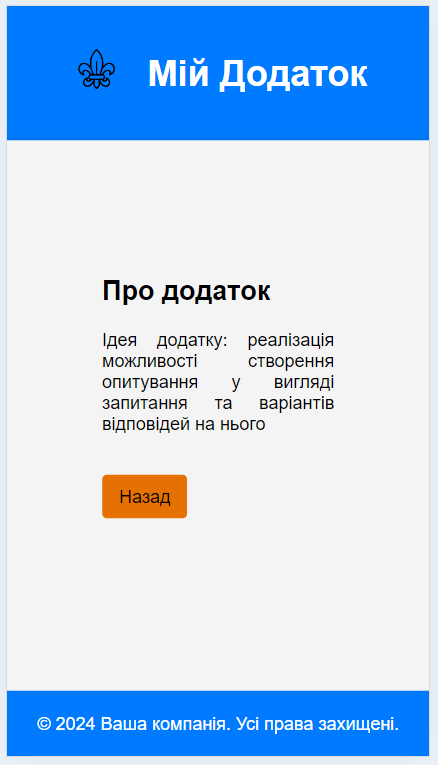 Мій Додаток
Про додаток
Ідея додатку: реалізація
можливості створення
опитування у вигляді
запитання та варіантів
відповідей на нього
Назад
© 2024 Ваша компанія. Усі права захищені.